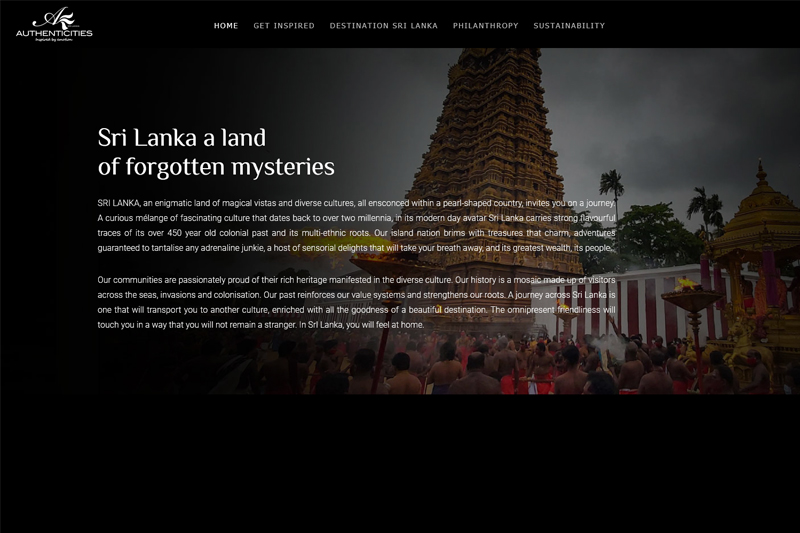 AUTHENTICITIES
Inspired by emotion
HOME GET INSPIRED DESTINATION SRI LANKA PHILANTHROPY SUSTAINABILITY
Sri Lanka a land
of forgotten mysteries
SRI LANKA, an enigmatic land of magical vistas and diverse cultures, all ensconced within a pearl-shaped country, invites you on a journey.
A curious mélange of fascinating culture that dates back to over two millennia, in its modern day avatar Sri Lanka carries strong flavourful
traces of its over 450 year old colonial past and its multi-ethnic roots. Our island nation brims with treasures that charm, adventures
guaranteed to tantalise any adrenaline junkie, a host of sensorial delights that will take your breath away, and its greatest wealth, its people.
Our communities are passionately proud of their rich heritage manifested in the diverse culture. Our history is a mosaic made up of visitors
across the seas, invasions and colonisation. Our past reinforces our value systems and strengthens our roots. A journey across Sri Lanka is
one that will transport you to another culture, enriched with all the goodness of a beautiful destination. The omnipresent friendliness will
touch you in a way that you will not remain a stranger. In Sri Lanka, you will feel at home.